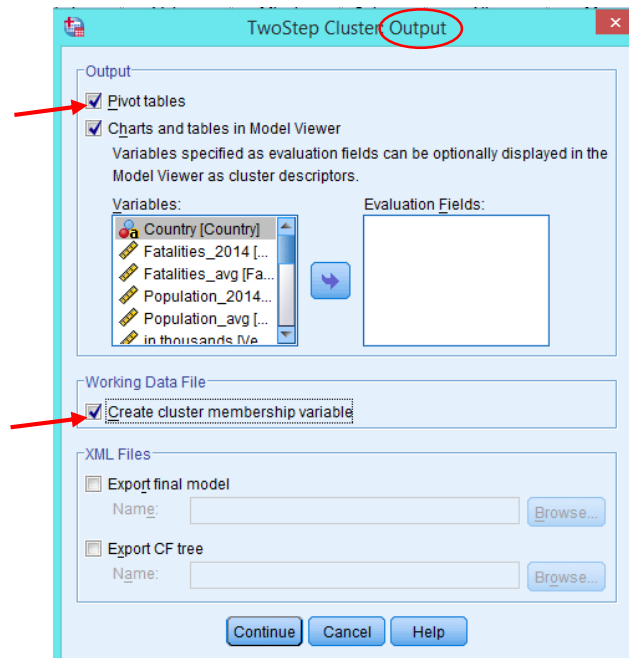 TwoStep Cluster: Output
Output
Pivot tables
Charts and tables in Model Viewer
Variables specified as evaluation fields can be optionally displayed in the
Model Viewer as cluster descriptors.
Variables:
Evaluation Fields:
Country [Country]
Fatalities_2014 [...
Fatalities_avg [Fa...
Population_2014...
Population_avg [...
in thousands [Ve...
Working Data File
Create cluster membership variable
XML Files
Export final model
Name:
Browse...
Export CF tree
Name:
Browse...
Continue
Cancel
Help